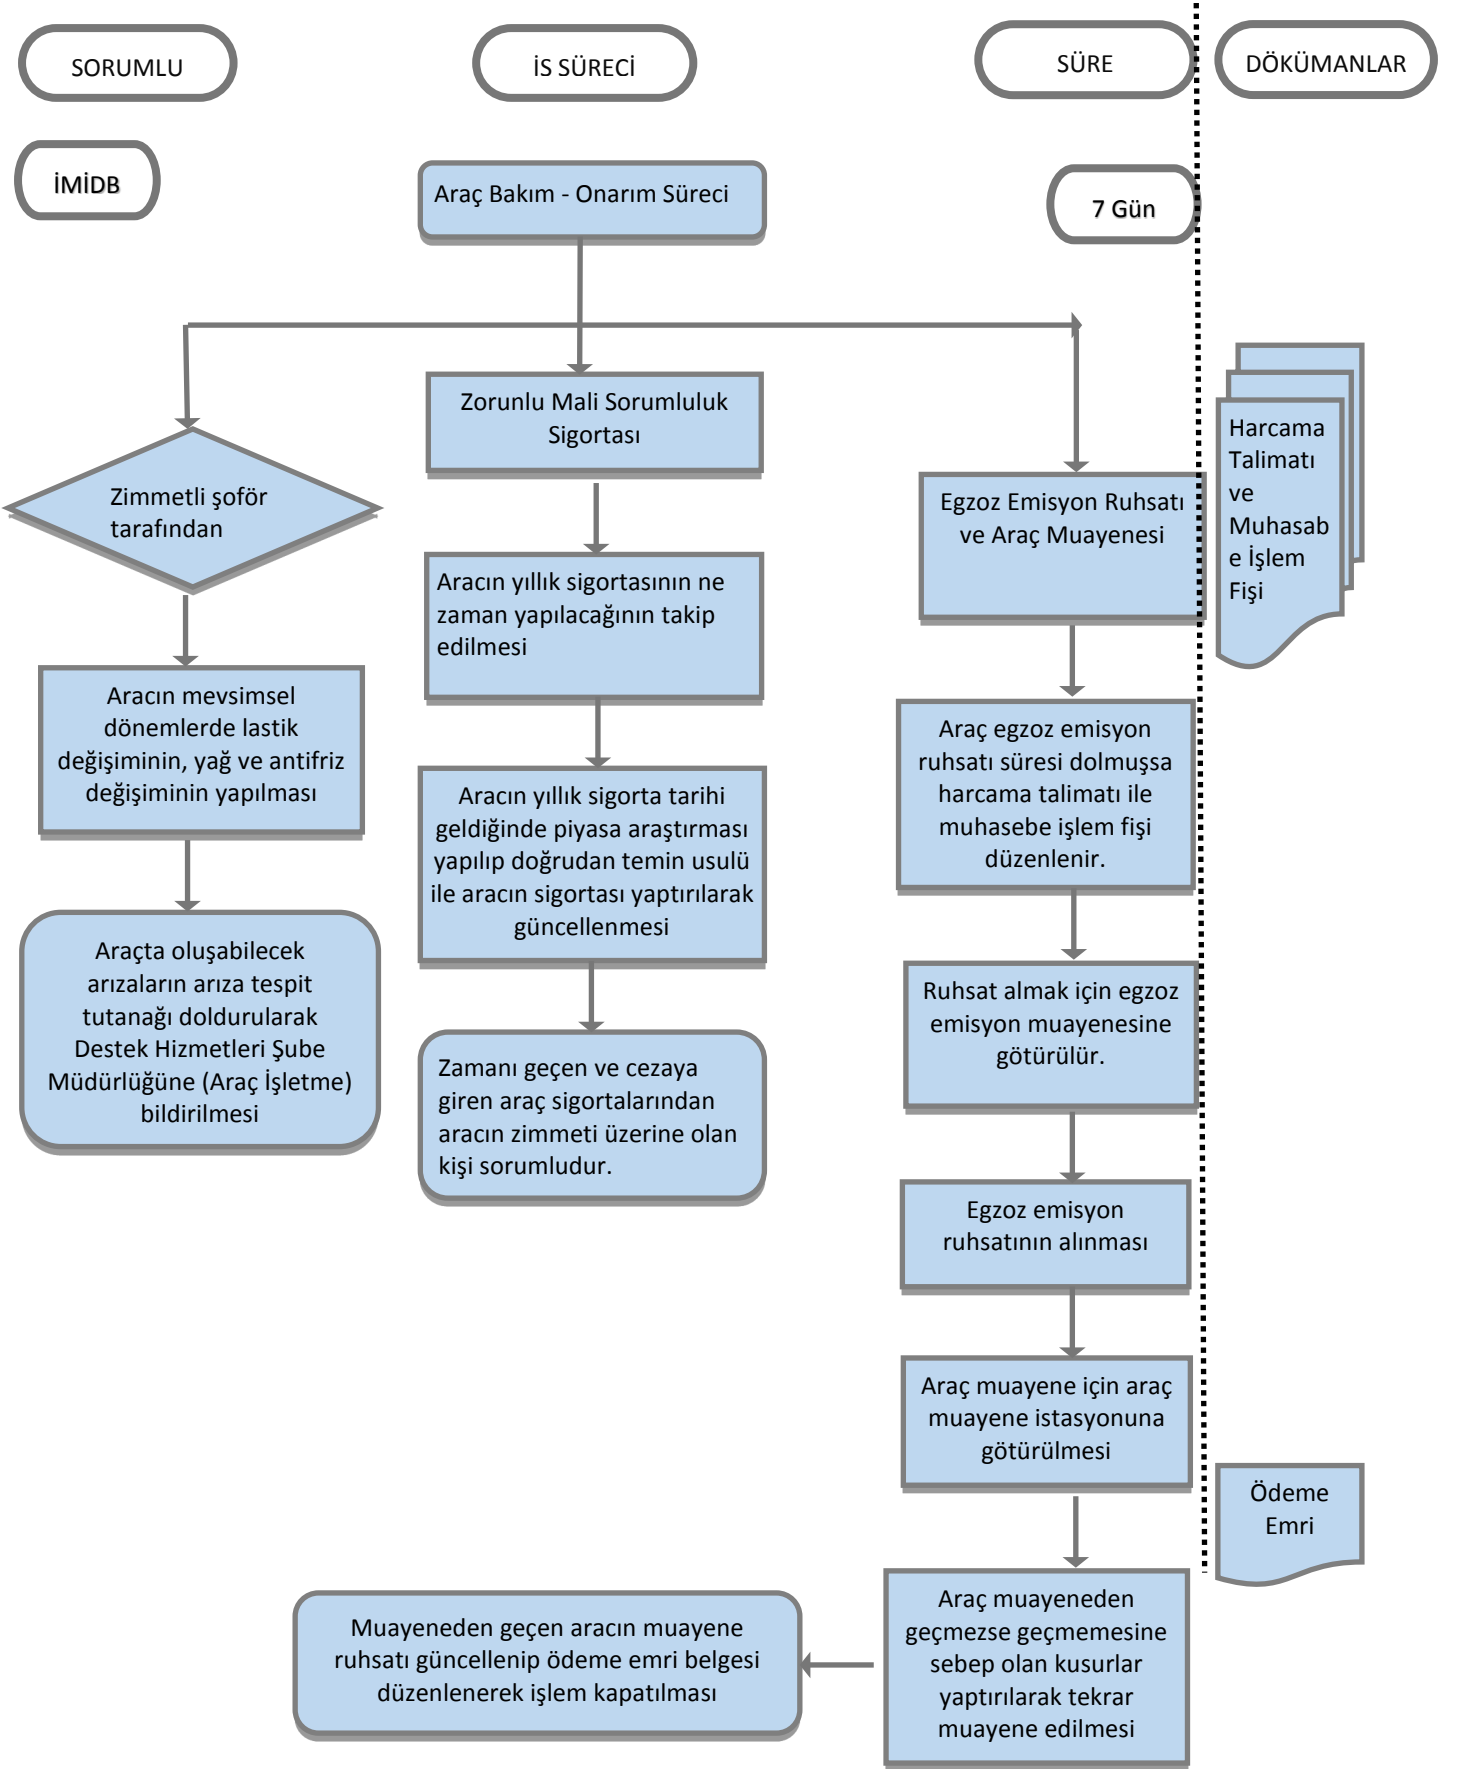 SORUMLU
İS SÜRECİ
SÜRE
DÖKÜMANLAR
İMİDB
Araç Bakım - Onarım Süreci
7 Gün
Zimmetli şoför
tarafından
Aracın mevsimsel
dönemlerde lastik
değişiminin, yağ ve antifriz
değişiminin yapılması
Araçta oluşabilecek
arızaların arıza tespit
tutanağı doldurularak
Destek Hizmetleri Şube
Müdürlüğüne (Araç İşletme)
bildirilmesi
Zorunlu Mali Sorumluluk
Sigortası
Aracın yıllık sigortasının ne
zaman yapılacağının takip
edilmesi
Aracın yıllık sigorta tarihi
geldiğinde piyasa araştırması
yapılıp doğrudan temin usulü
ile aracın sigortası yaptırılarak
güncellenmesi
Zamanı geçen ve cezaya
giren araç sigortalarından
aracın zimmeti üzerine olan
kişi sorumludur.
Egzoz Emisyon Ruhsatı
ve Araç Muayenesi
Araç egzoz emisyon
ruhsatı süresi dolmuşsa
harcama talimatı ile
muhasebe işlem fişi
düzenlenir.
Ruhsat almak için egzoz
emisyon muayenesine
götürülür.
Egzoz emisyon
ruhsatının alınması
Araç muayene için araç
muayene istasyonuna
götürülmesi
Araç muayeneden
geçmezse geçmemesine
sebep olan kusurlar
yaptırılarak tekrar
muayene edilmesi
Muayeneden geçen aracın muayene
ruhsatı güncellenip ödeme emri belgesi
düzenlenerek işlem kapatılması
Harcama
Talimatı
ve
Muhasab
e İşlem
Fişi
Ödeme
Emri